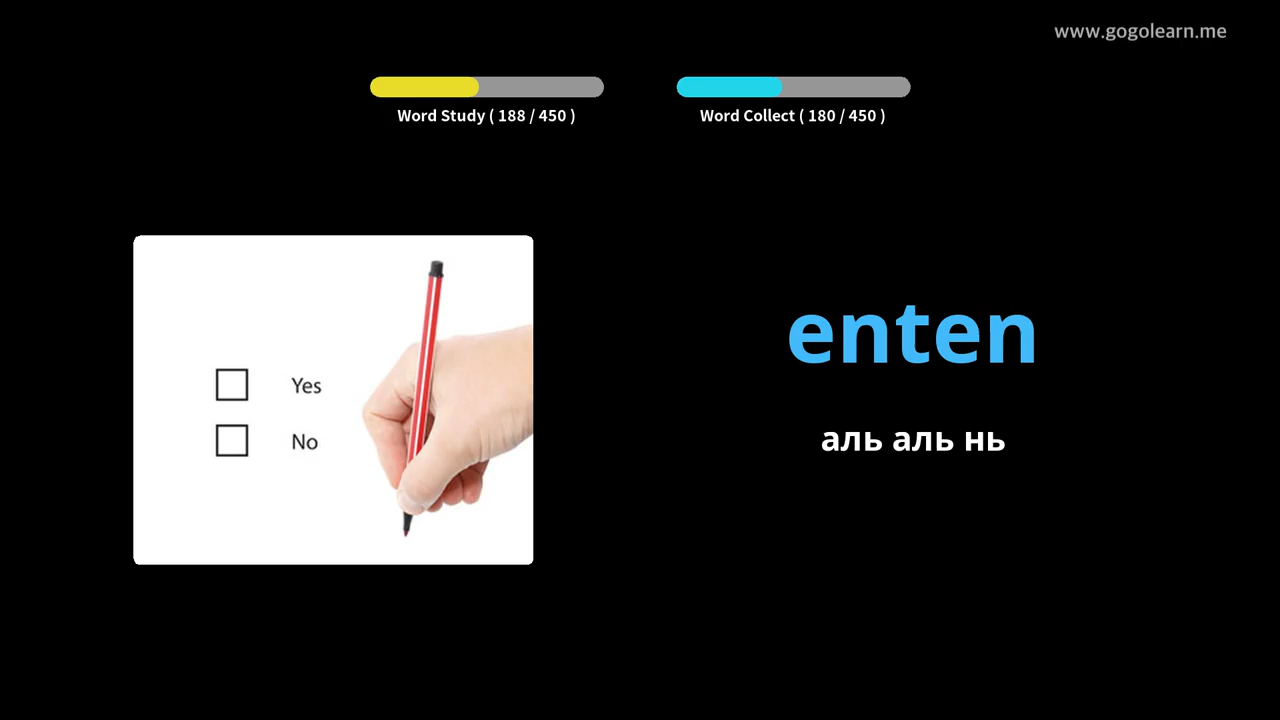 www.gogolearn.me
Word Study ( 188 / 450 )
Word Collect ( 180 / 450 )
Yes
No
enten
аль аль нь